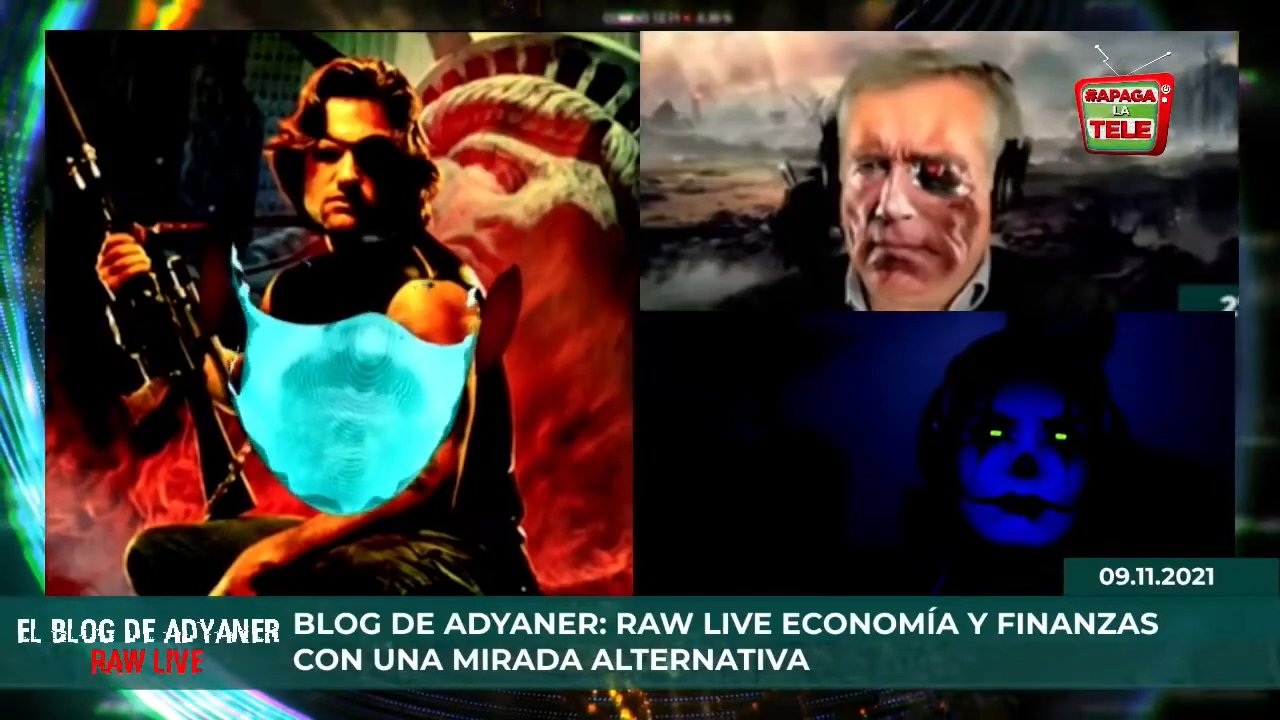 #APAGA
LA
TELE
09.11.2021
EL BLOG DE ADYANER
RAW LIVE
BLOG DE ADYANER: RAW LIVE ECONOMÍA Y FINANZAS
CON UNA MIRADA ALTERNATIVA